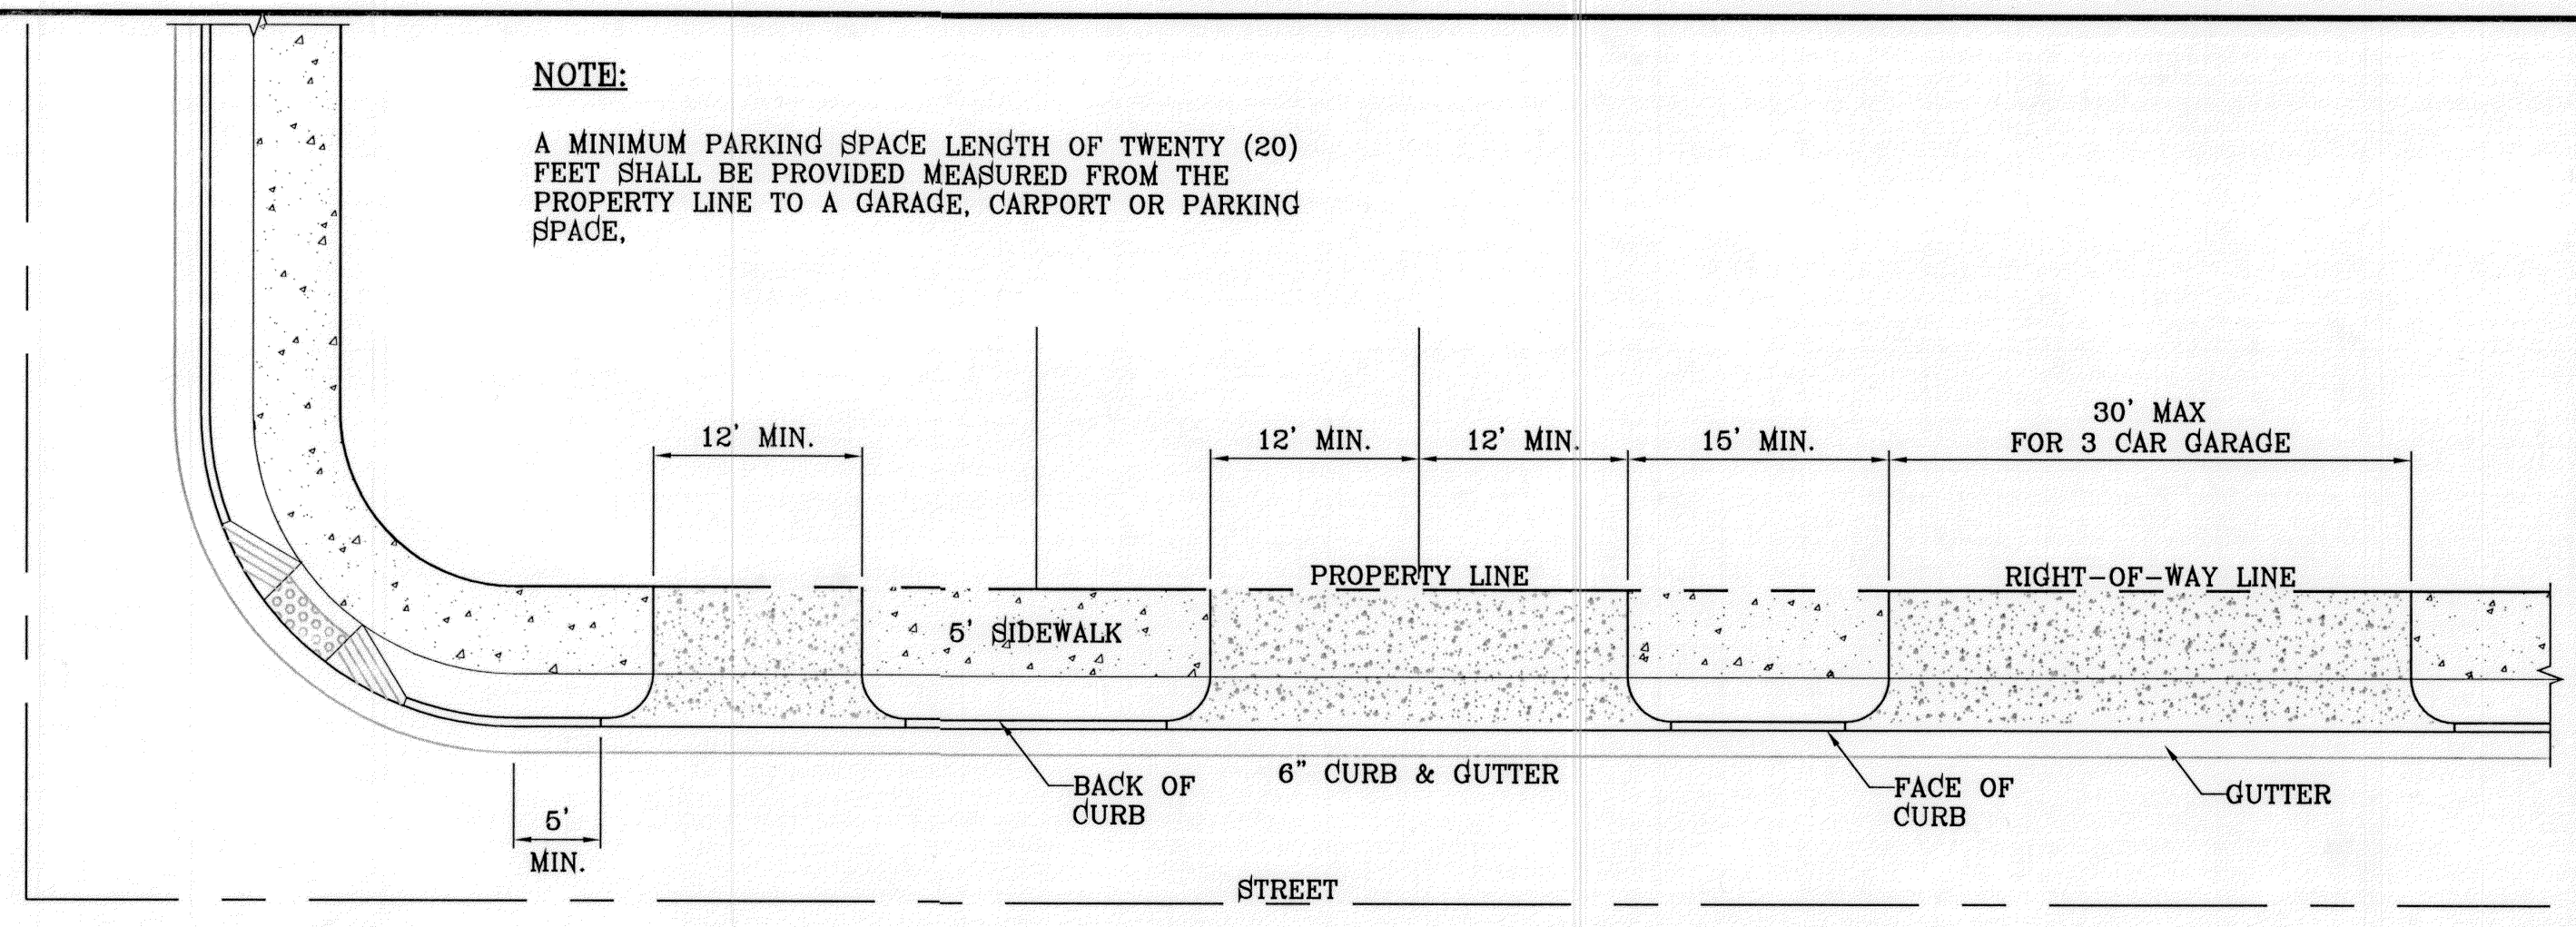 NOTE:
A MINIMUM PARKING SPACE LENGTH OF TWENTY (20)
FEET SHALL BE PROVIDED MEASURED FROM THE
PROPERTY LINE TO A GARAGE, CARPORT OR PARKING
SPACE,
30' MAX
12' MIN.
12' MIN.
12' MIN.
15' MIN.
FOR 3 CAR GARAGE
PROPERTY LINE
RIGHT-OF-WAY LINE
5' SIDEWALK
6" CURB & GUTTER
BACK OF
CURB
FACE OF
CURB
GUTTER
5'
MIN.
STREET